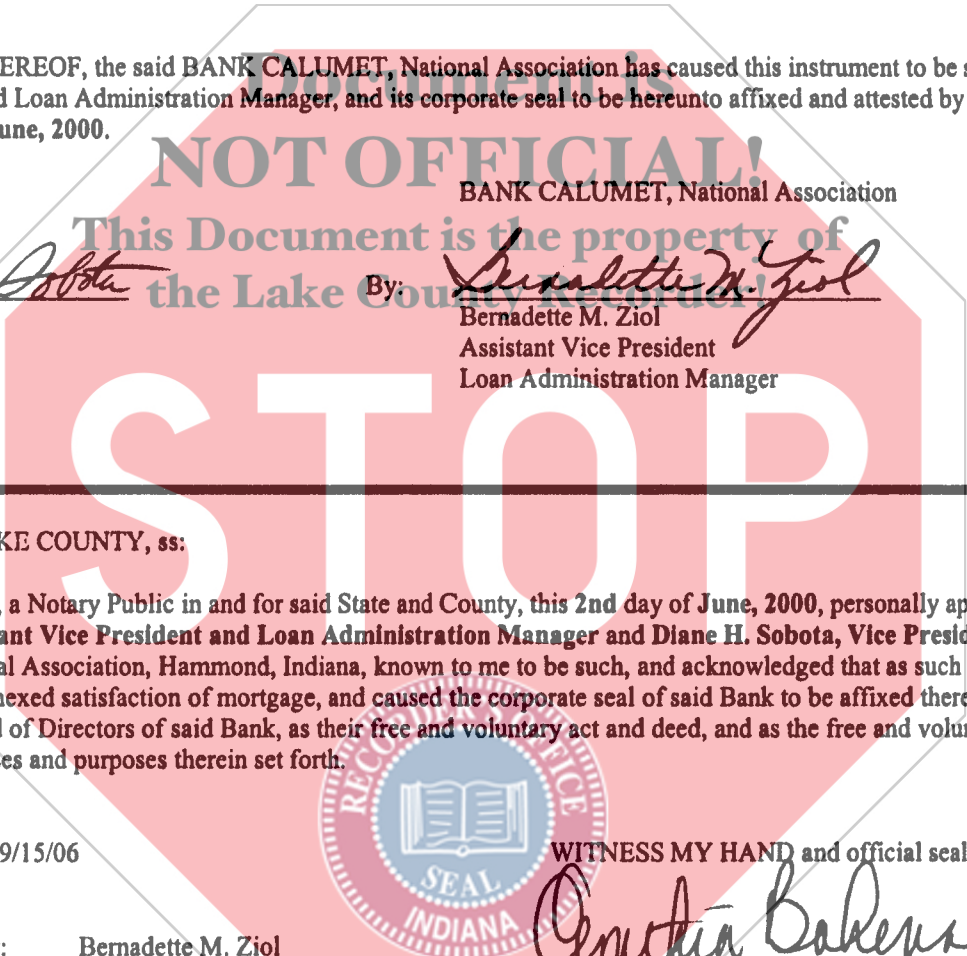 EREOF, the said BANK CALUMET, National Association has caused this instrument to be s
d Loan Administration Manager, and its corporate seal to be hereunto affixed and attested by
une, 2000.
Document is
NOT OFFICIAL!
This Document is the property of
the Lake County Recorder!
BANK CALUMET, National Association
Sobota
By: Bernadette M. Ziol
Bernadette M. Ziol
Assistant Vice President
Loan Administration Manager
STOP
KE COUNTY, ss:
, a Notary Public in and for said State and County, this 2nd day of June, 2000, personally ap
ant Vice President and Loan Administration Manager and Diane H. Sobota, Vice Presid
al Association, Hammond, Indiana, known to me to be such, and acknowledged that as such
nexed satisfaction of mortgage, and caused the corporate seal of said Bank to be affixed there
d of Directors of said Bank, as their free and voluntary act and deed, and as the free and volu
es and purposes therein set forth.
RECORDER'S OFFICE
SEAL
INDIANA
9/15/06
WITNESS MY HAND and official seal
Cynthia
: Bernadette M. Ziol